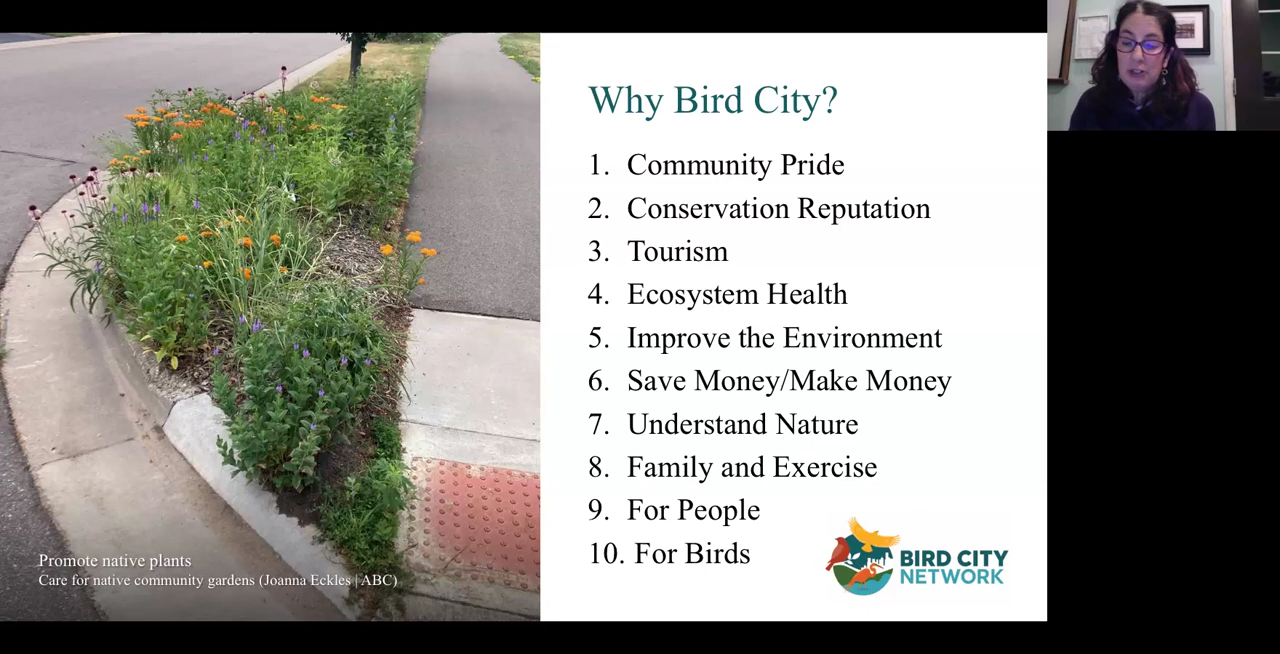 Why Bird City?
1. Community Pride
2. Conservation Reputation
3. Tourism
4. Ecosystem Health
5. Improve the Environment
6. Save Money/Make Money
7. Understand Nature
8. Family and Exercise
9. For People
10. For Birds
BIRD CITY
NETWORK
Promote native plants
Care for native community gardens (Joanna Eckles | ABC)